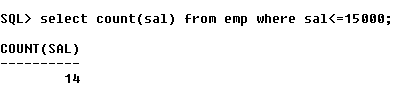 SQL> select count(sal) from emp where sal<=15000;
COUNT(SAL)
----------
14